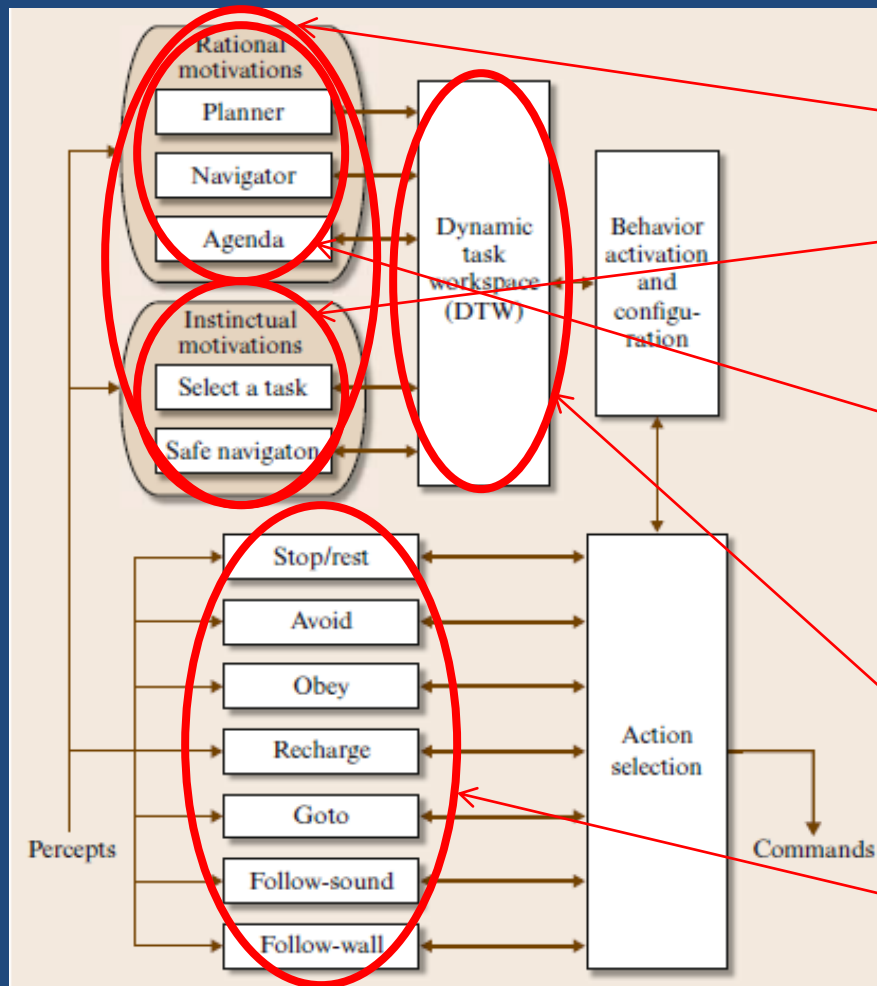 Rational
motivations
Planner
Navigator
Agenda
Instinctual
motivations
Select a task
Safe navigaton
Dynamic
task
workspace
(DTW)
Behavior
activation
and
configu-
ration
Stop/rest
Avoid
Obey
Recharge
Goto
Follow-sound
Follow-wall
Percepts
Action
selection
Commands